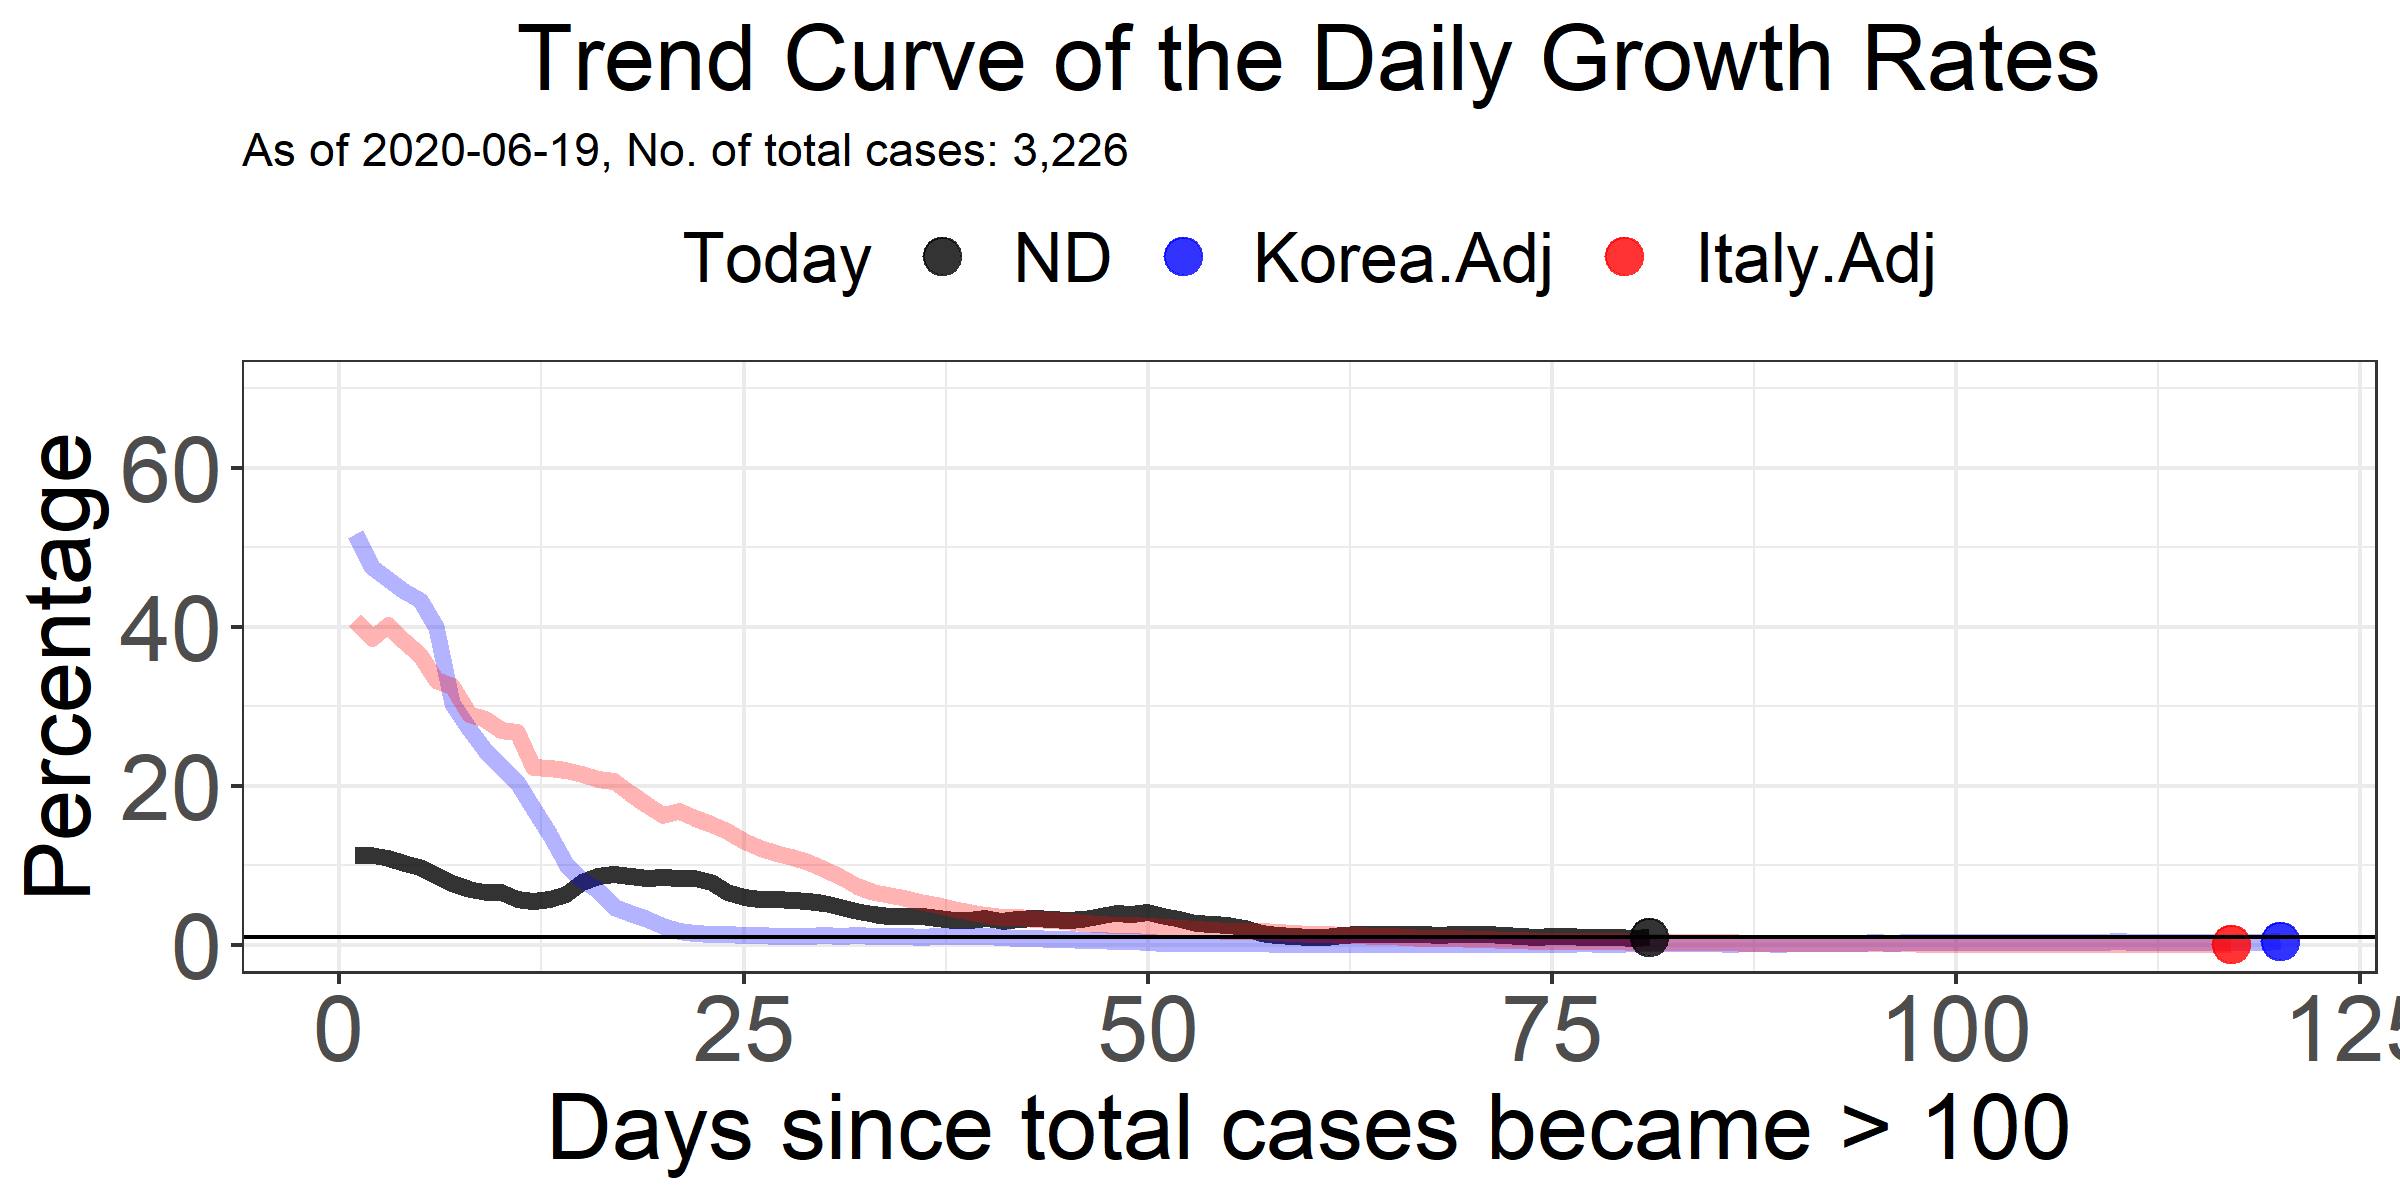 Trend Curve of the Daily Growth Rates
As of 2020-06-19, No. of total cases: 3,226
Today ND Korea.Adj Italy.Adj
Percentage
60
40
20
0
0 25 50 75 100 125
Days since total cases became > 100